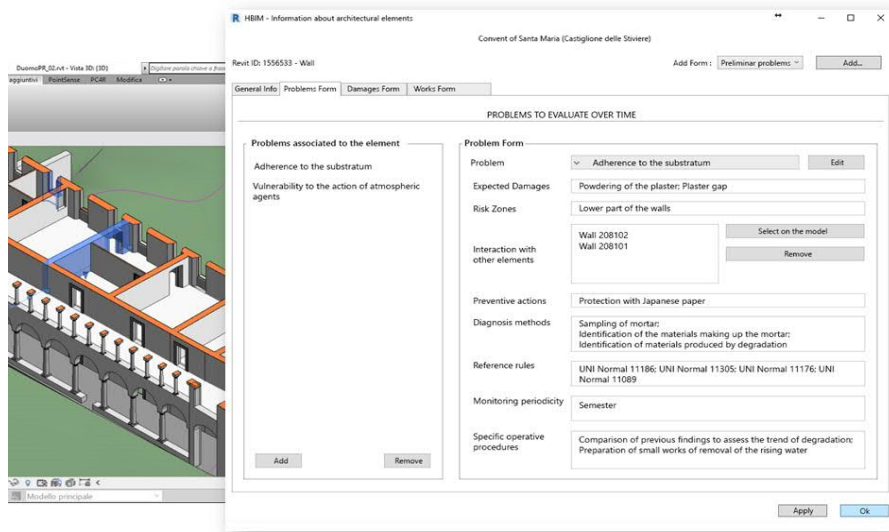 HBIM - Information about architectural elements
Convent of Santa Maria (Castiglione delle Stiviere)
Revit ID: 1556533 - Wall
Add Form :
Preliminar problems
Add...
General Info
Problems Form
Damages Form
Works Form
PROBLEMS TO EVALUATE OVER TIME
Problems associated to the element
Adherence to the substratum
Vulnerability to the action of atmospheric
agents
Add
Remove
Problem Form
Problem
Adherence to the substratum
Edit
Expected Damages
Powdering of the plaster; Plaster gap
Risk Zones
Lower part of the walls
Interaction with
other elements
Wall 208102
Wall 208101
Select on the model
Remove
Preventive actions
Protection with Japanese paper
Diagnosis methods
Sampling of mortar;
Identification of the materials making up the mortar;
Identification of materials produced by degradation
Reference rules
UNI Normal 11186; UNI Normal 11305; UNI Normal 11176; UNI
Normal 11089
Monitoring periodicity
Semester
Specific operative
procedures
Comparison of previous findings to assess the trend of degradation;
Preparation of small works of removal of the rising water
Apply
Ok
DuomoPR_02.rvt - Vista 3D: {3D}
Digitare parola chiave o fras
aggiuntivi
PointSense
PC4R
Modifica
Modello principale